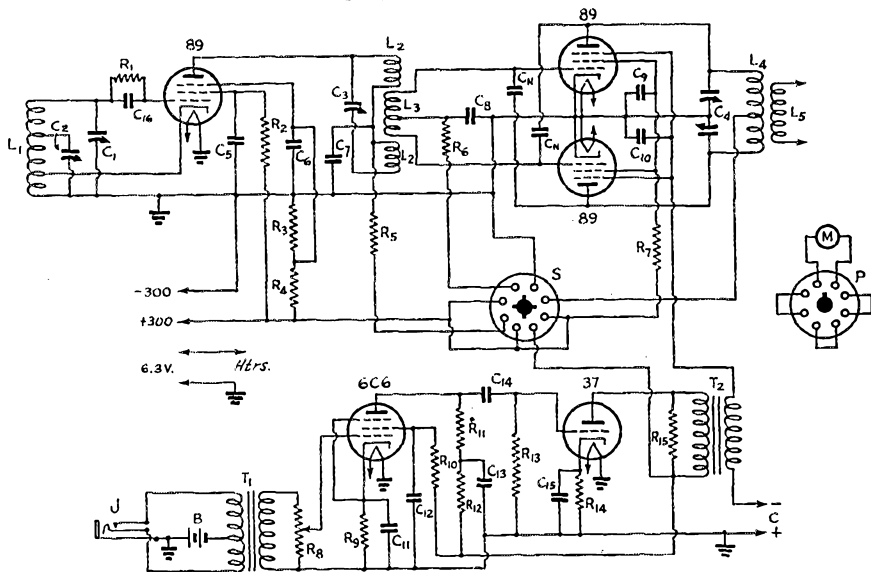 89
L2
89
R1
C16
L1
C2
C1
C5
R2
C6
C3
L3
C7
L2
R6
C8
CN
CN
C9
C10
Cd
L4
L5
89
R3
R4
R5
R7
S
M
P
-300
+300
6.3V.
Htrs.
6C6
C14
37
T2
R11
R10
C13
R13
R15
C12
R12
C15
R14
J
B
T1
R8
R9
C11
-
C
+